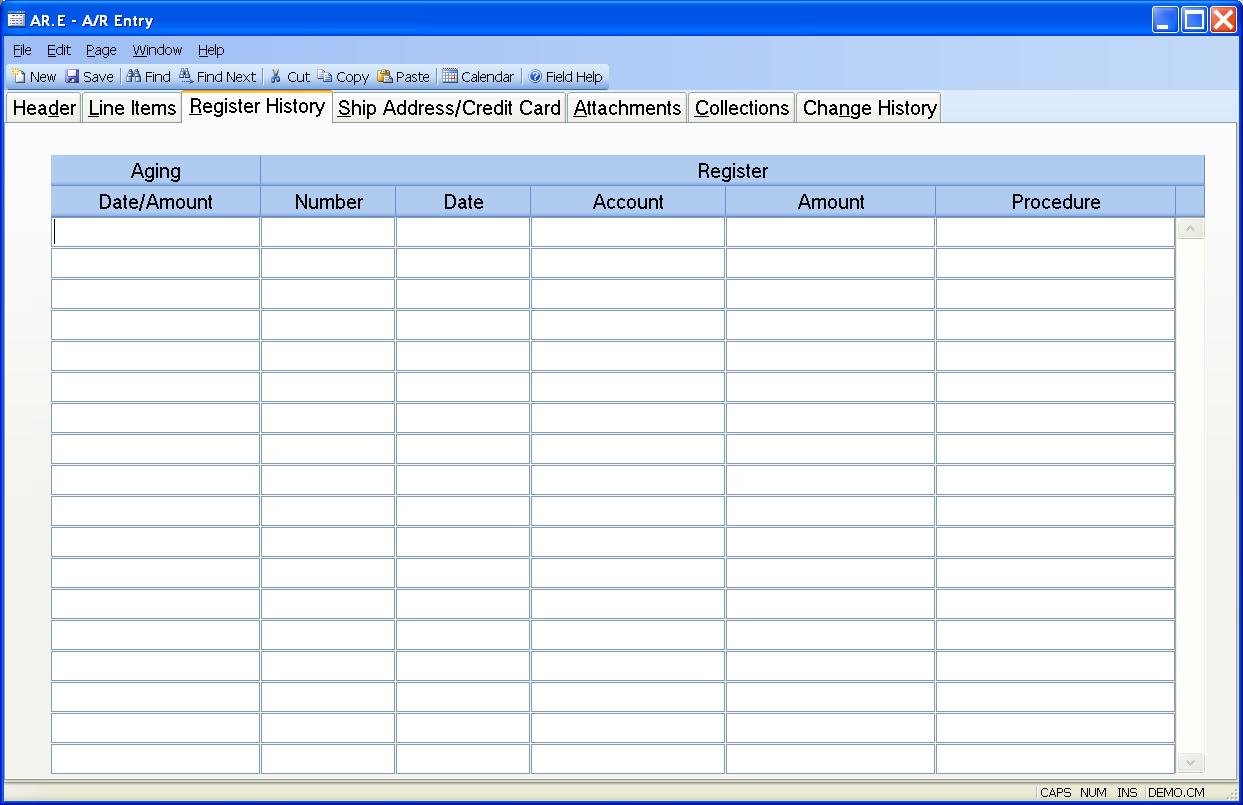 AR.E - A/R Entry
File Edit Page Window Help
New Save Find Find Next Cut Copy Paste Calendar Field Help
Header Line Items Register History Ship Address/Credit Card Attachments Collections Change History
Aging Register
Date/Amount Number Date Account Amount Procedure
CAPS NUM INS DEMO.CM